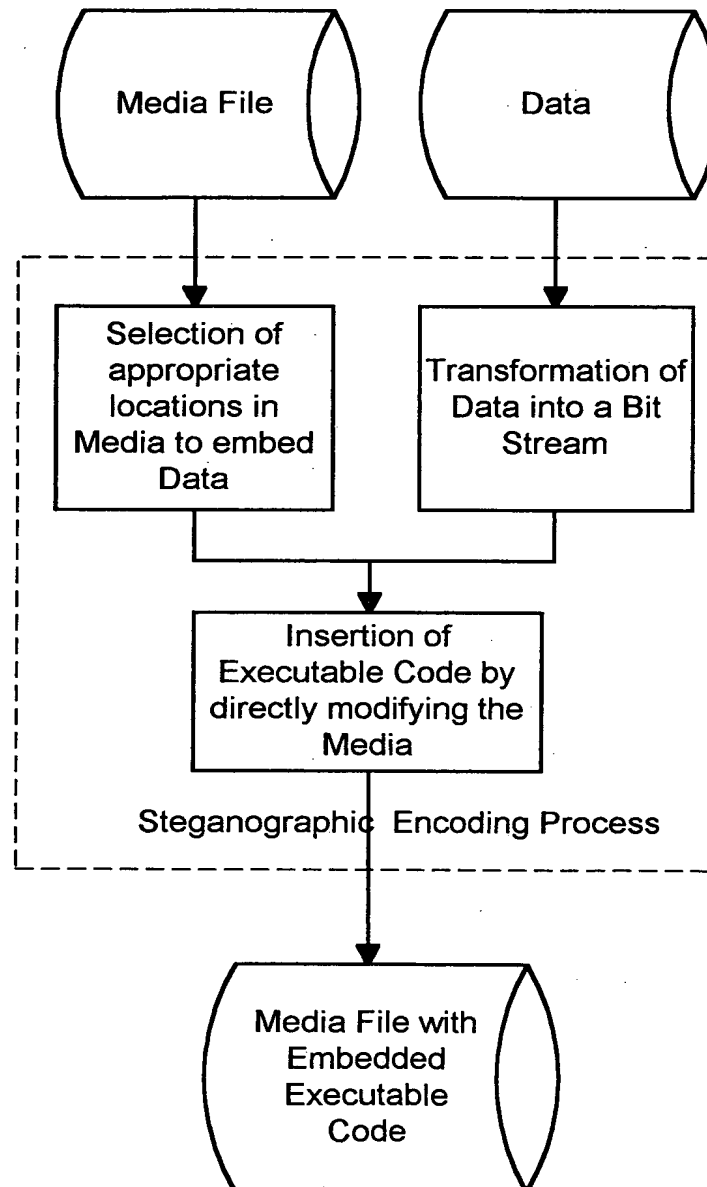 Media File
Data
Selection of
appropriate
locations in
Media to embed
Data
Transformation of
Data into a Bit
Stream
Insertion of
Executable Code by
directly modifying the
Media
Steganographic Encoding Process
Media File with
Embedded
Executable
Code